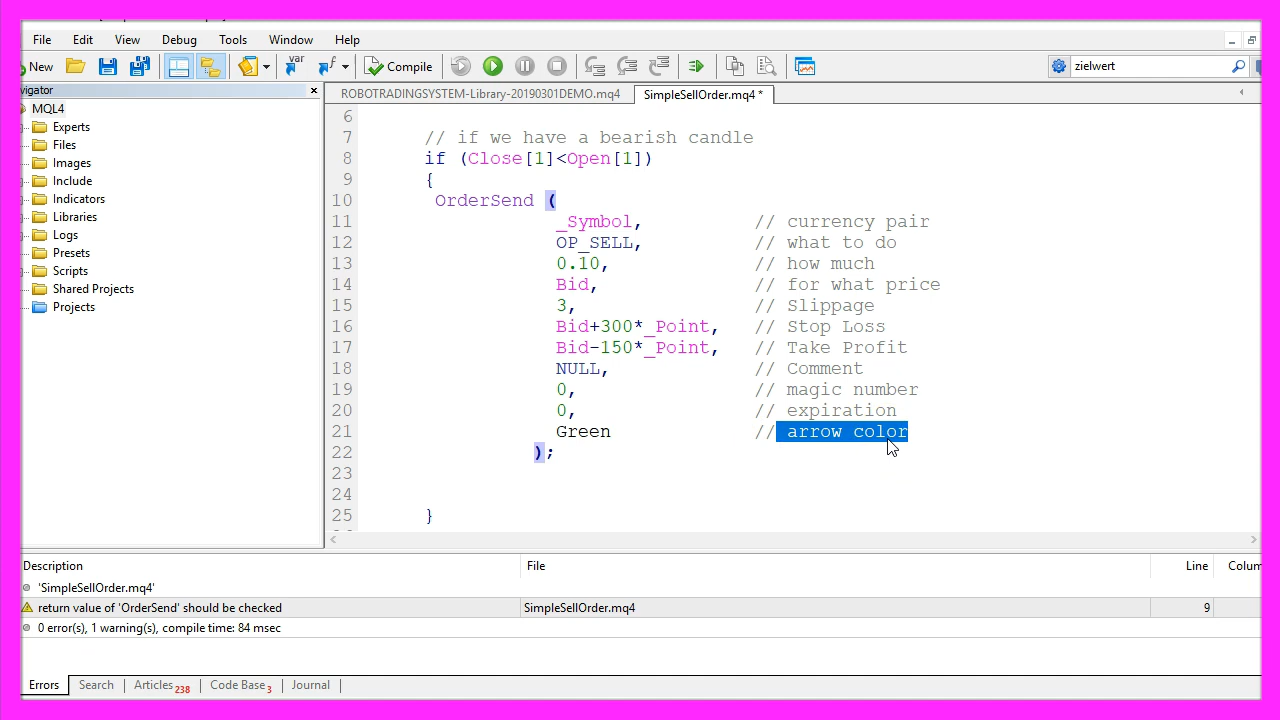 File Edit View Debug Tools Window Help
New Compile zielwert
vigator
ROBOTRADINGSYSTEM-Library-20190301DEMO.mq4 SimpleSellOrder.mq4 *
MQL4
Experts
Files
Images
Include
Indicators
Libraries
Logs
Presets
Scripts
Shared Projects
Projects
6
7 // if we have a bearish candle
8 if (Close[1]<Open[1])
9 {
10 OrderSend (
11 _Symbol, // currency pair
12 OP_SELL, // what to do
13 0.10, // how much
14 Bid, // for what price
15 3, // Slippage
16 Bid+300*_Point, // Stop Loss
17 Bid-150*_Point, // Take Profit
18 NULL, // Comment
19 0, // magic number
20 0, // expiration
21 Green // arrow color
22 );
23
24
25 }
Description File Line Colum
'SimpleSellOrder.mq4'
return value of 'OrderSend' should be checked SimpleSellOrder.mq4 9
0 error(s), 1 warning(s), compile time: 84 msec
Errors Search Articles 238 Code Base 3 Journal